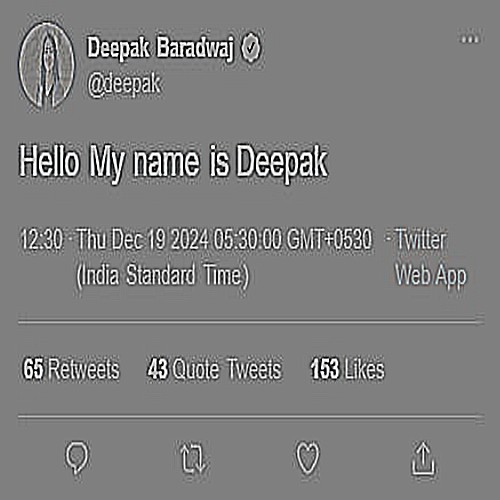 Deepak Baradwaj
@deepak
Hello My name is Deepak
12:30 · Thu Dec 19 2024 05:30:00 GMT+0530 · Twitter
(India Standard Time) Web App
65 Retweets 43 Quote Tweets 153 Likes